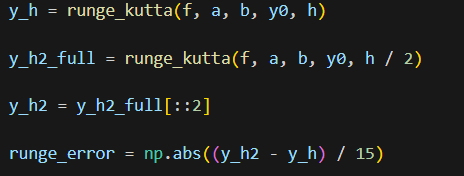 y_h = runge_kutta(f, a, b, y0, h)
y_h2_full = runge_kutta(f, a, b, y0, h / 2)
y_h2 = y_h2_full[::2]
runge_error = np.abs((y_h2 - y_h) / 15)